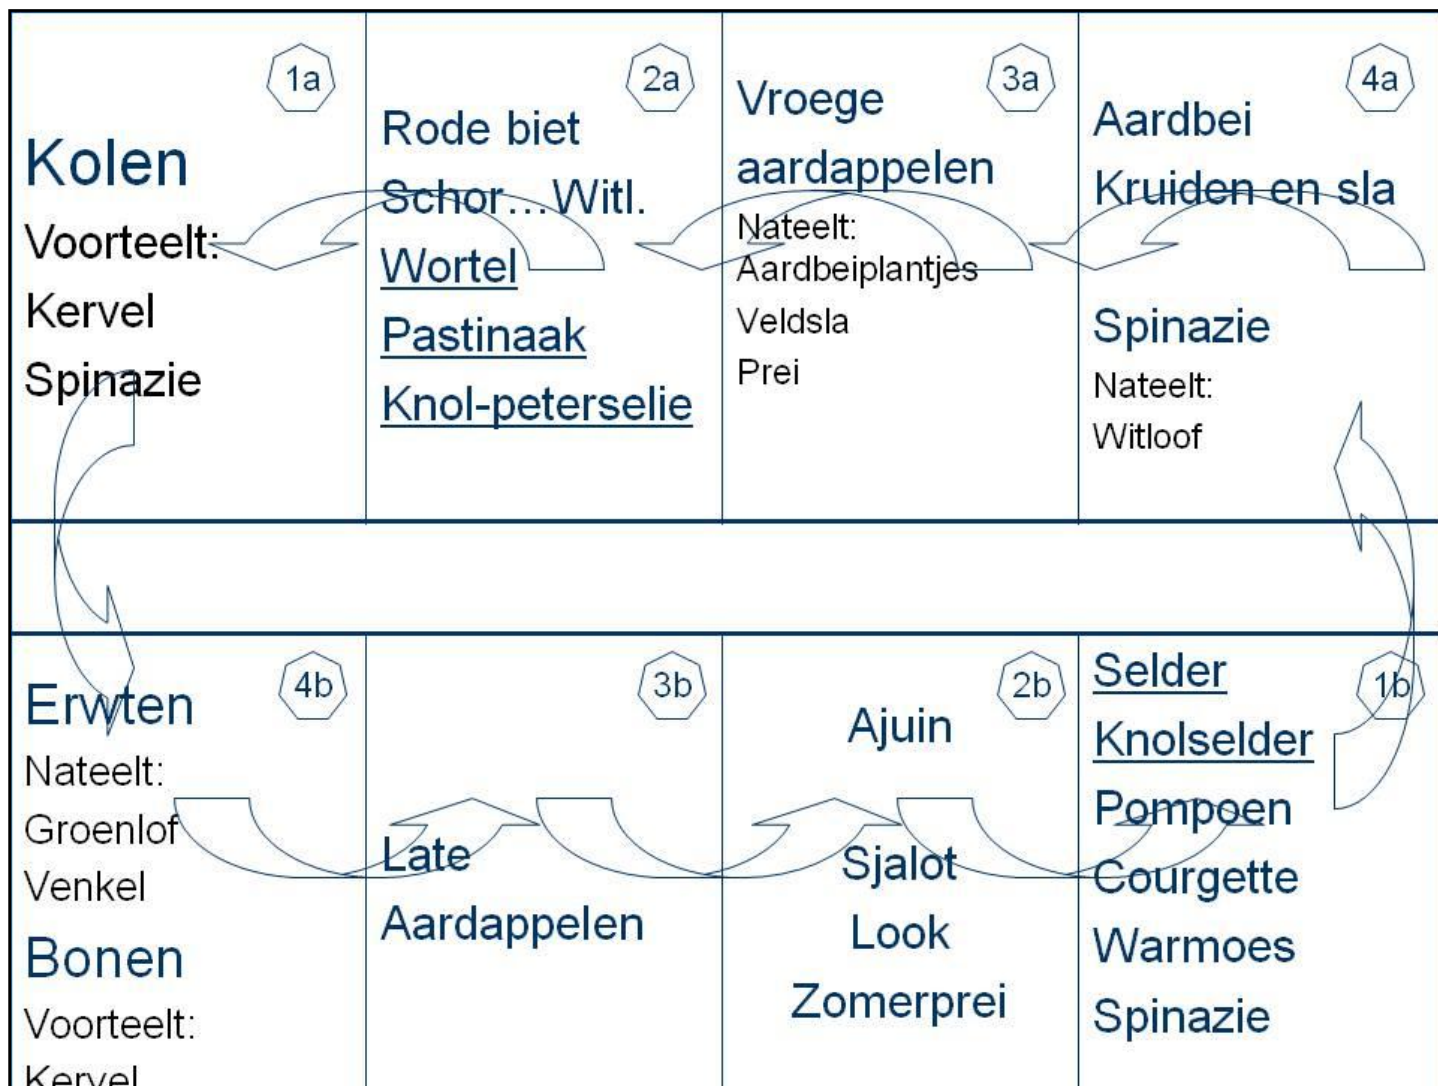 1a
Kolen
Voorteelt:
Kervel
Spinazie
2a
Rode biet
Schor…Witl.
Wortel
Pastinaak
Knol-peterselie
3a
Vroege
aardappelen
Nateelt:
Aardbeiplantjes
Veldsla
Prei
4a
Aardbei
Kruiden en sla
Spinazie
Nateelt:
Witloof
4b
Erwten
Nateelt:
Groenlof
Venkel
Bonen
Voorteelt:
Kervel
3b
Late
Aardappelen
2b
Ajuin
Sjalot
Look
Zomerprei
1b
Selder
Knolselder
Pompoen
Courgette
Warmoes
Spinazie